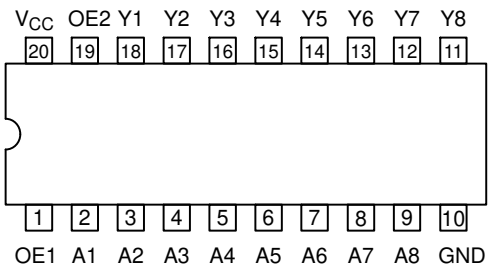 VCC OE2 Y1 Y2 Y3 Y4 Y5 Y6 Y7 Y8
20 19 18 17 16 15 14 13 12 11
1 2 3 4 5 6 7 8 9 10
OE1 A1 A2 A3 A4 A5 A6 A7 A8 GND